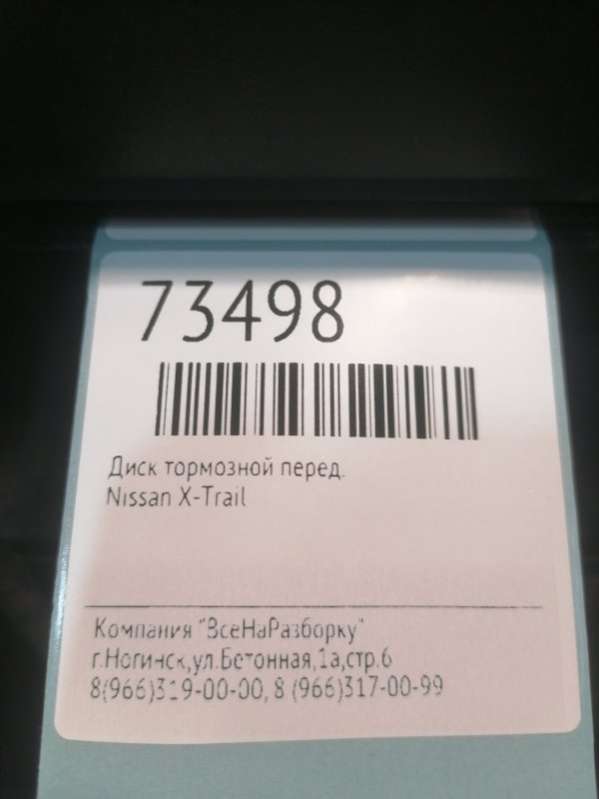 73498
Диск тормозной перед.
Nissan X-Trail
Компания "ВсеНаРазборку"
г.Ногинск,ул.Бетонная,1а,стр.6
8(966)319-00-00, 8 (966)317-00-99